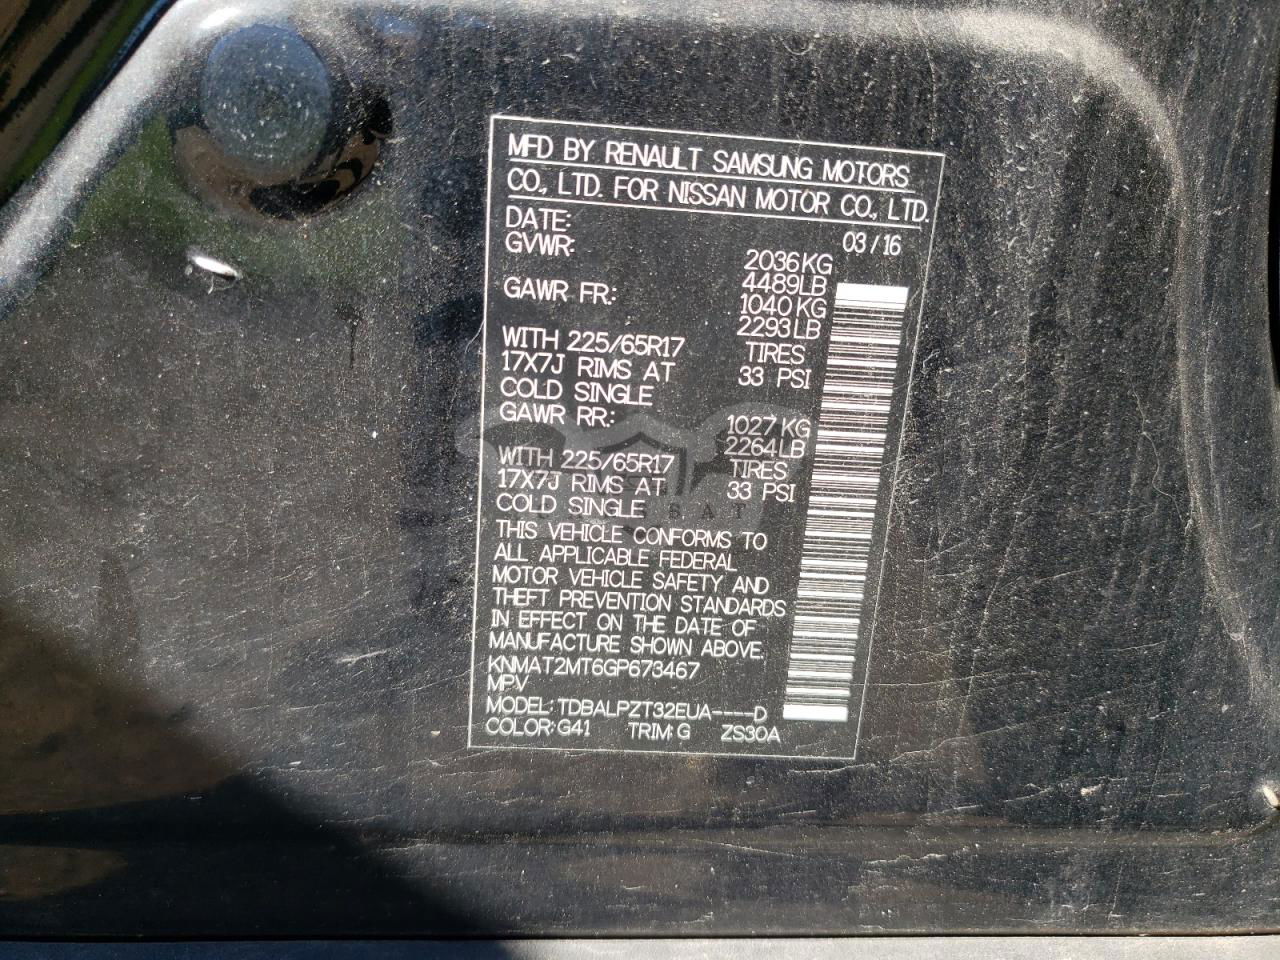 MFD BY RENAULT SAMSUNG MOTORS
CO., LTD. FOR NISSAN MOTOR CO., LTD.
DATE: 03/16
GVWR: 2036KG
4489LB
GAWR FR: 1040KG
2293LB
WITH 225/65R17 TIRES
17X7J RIMS AT 33 PSI
COLD SINGLE
GAWR RR: 1027KG
2264LB
WITH 225/65R17 TIRES
17X7J RIMS AT 33 PSI
COLD SINGLE
THIS VEHICLE CONFORMS TO
ALL APPLICABLE FEDERAL
MOTOR VEHICLE SAFETY AND
THEFT PREVENTION STANDARDS
IN EFFECT ON THE DATE OF
MANUFACTURE SHOWN ABOVE.
KNMAT2MT6GP673467
MPV
MODEL: TDBALPZT32EUA----D
COLOR: G41 TRIM: G ZS30A